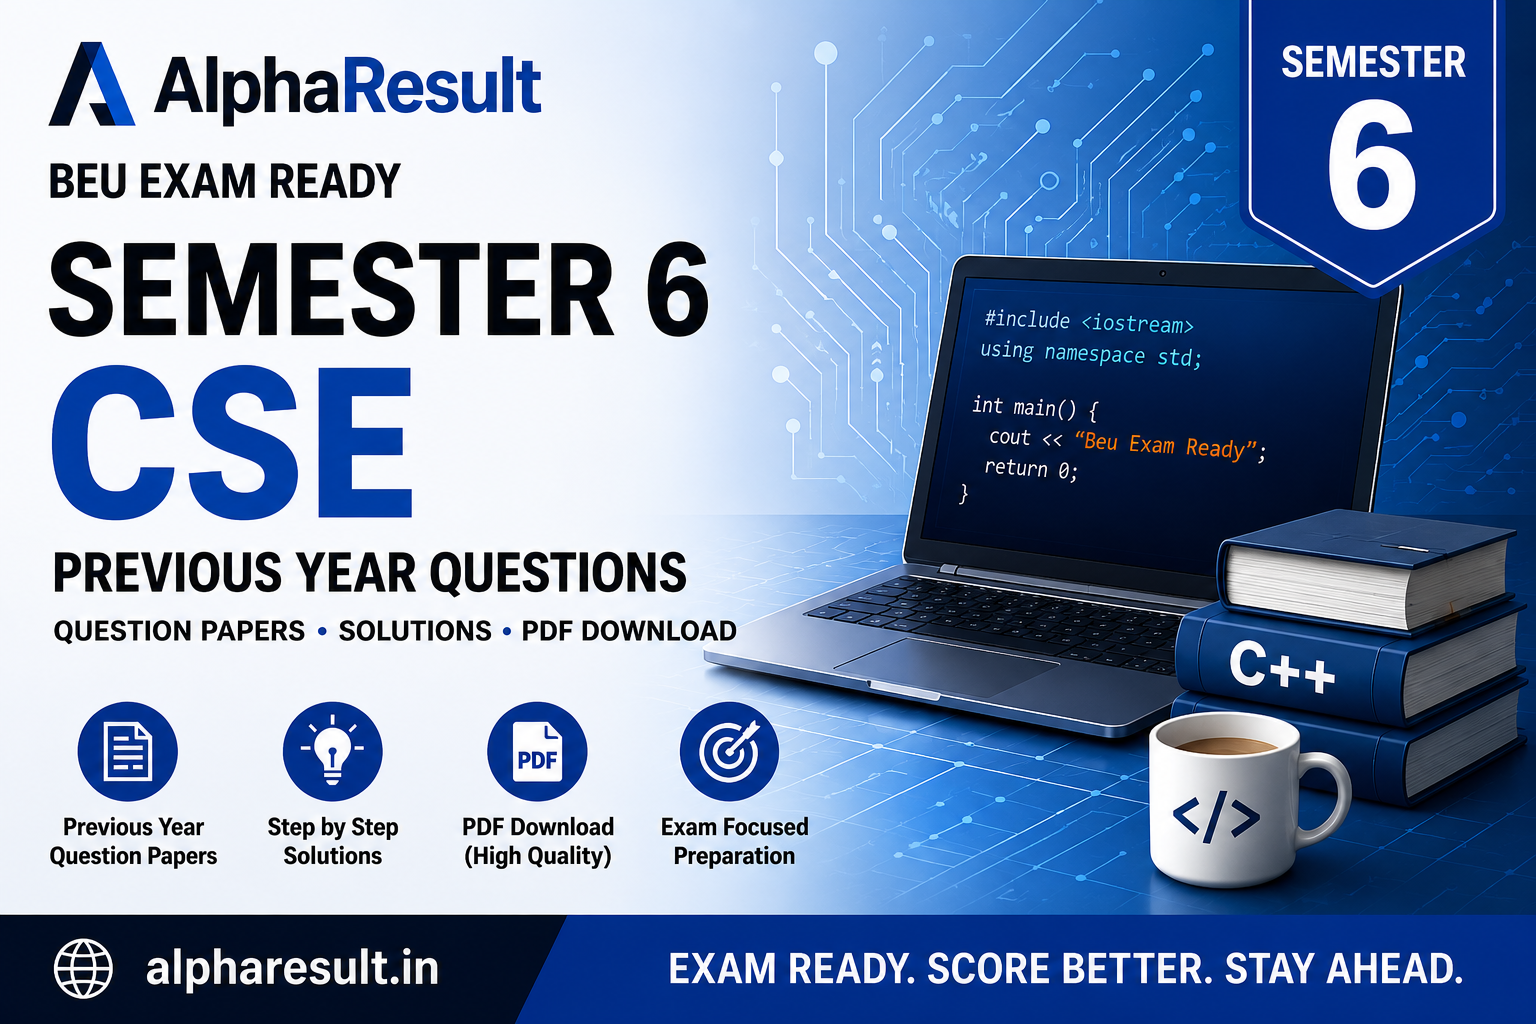 AlphaResult
BEU EXAM READY
SEMESTER 6
CSE
PREVIOUS YEAR QUESTIONS
QUESTION PAPERS • SOLUTIONS • PDF DOWNLOAD
PDF
Previous Year
Question Papers
Step by Step
Solutions
PDF Download
(High Quality)
Exam Focused
Preparation
SEMESTER
6
#include <iostream>
using namespace std;
int main() {
cout << “Beu Exam Ready”;
return 0;
}
C++
</>
alpharesult.in
EXAM READY. SCORE BETTER. STAY AHEAD.